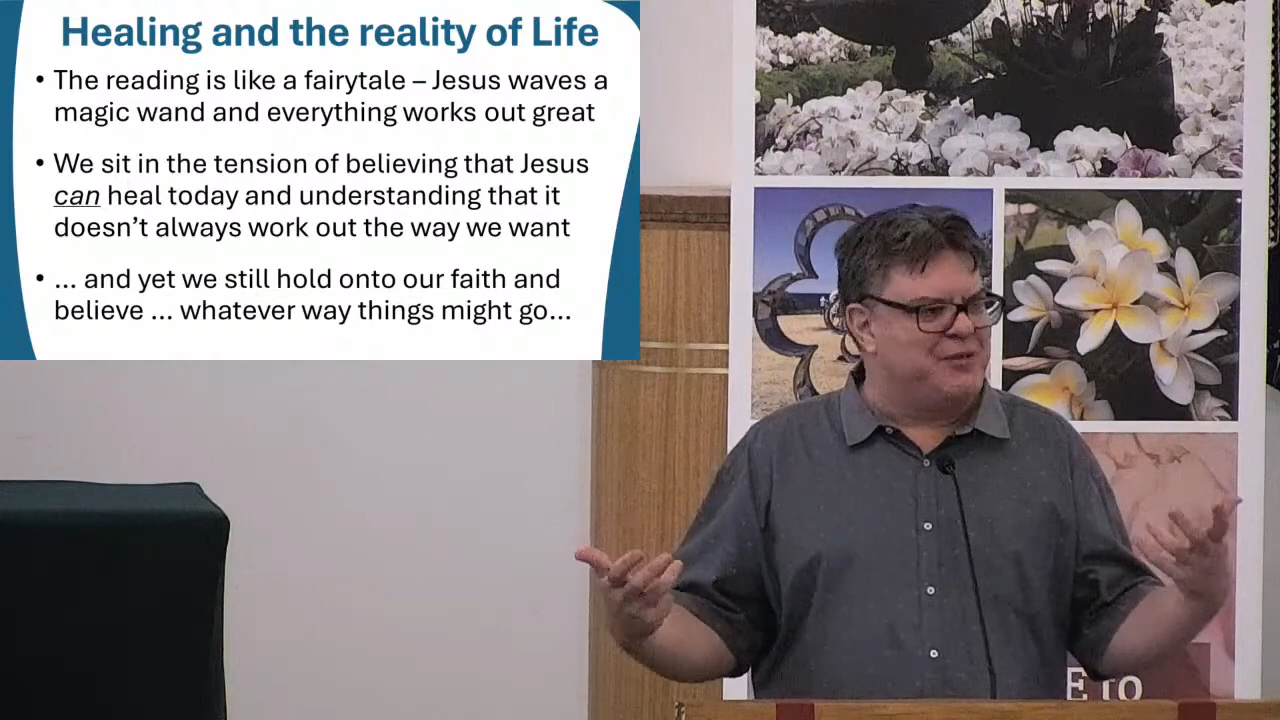 Healing and the reality of Life
• The reading is like a fairytale – Jesus waves a
magic wand and everything works out great
• We sit in the tension of believing that Jesus
can heal today and understanding that it
doesn't always work out the way we want
• ... and yet we still hold onto our faith and
believe ... whatever way things might go...
E TO